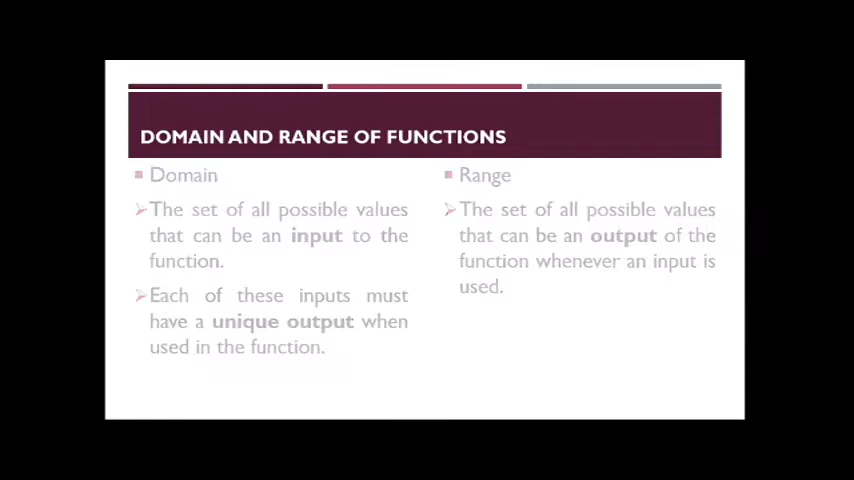 DOMAIN AND RANGE OF FUNCTIONS
Domain
The set of all possible values
that can be an input to the
function.
Each of these inputs must
have a unique output when
used in the function.
Range
The set of all possible values
that can be an output of the
function whenever an input is
used.